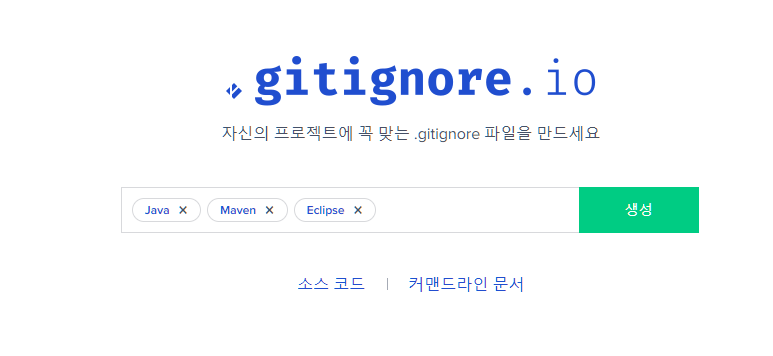 .gitignore.io
자신의 프로젝트에 꼭 맞는 .gitignore 파일을 만드세요
Java × Maven × Eclipse × 생성
소스 코드 | 커맨드라인 문서